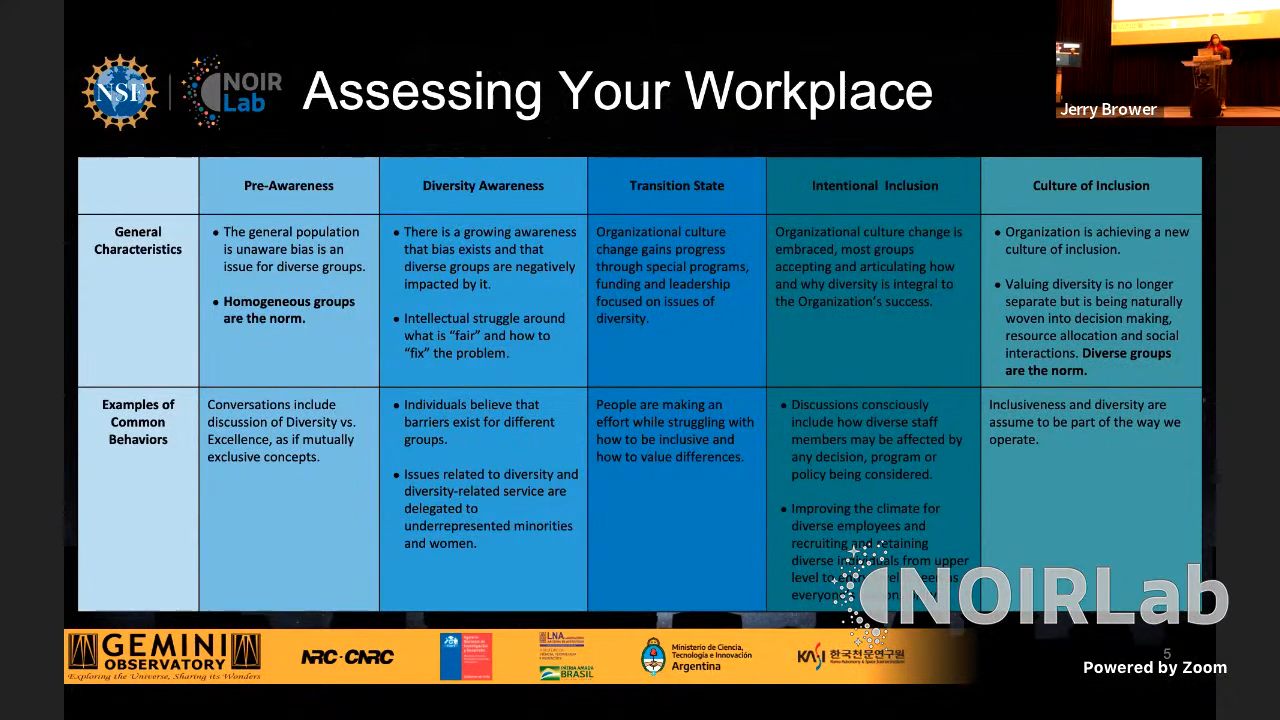 NSF
NOIR
Lab
Assessing Your Workplace
Jerry Brower
Pre-Awareness
Diversity Awareness
Transition State
Intentional Inclusion
Culture of Inclusion
General
Characteristics
• The general population
is unaware bias is an
issue for diverse groups.
• Homogeneous groups
are the norm.
• There is a growing awareness
that bias exists and that
diverse groups are negatively
impacted by it.
• Intellectual struggle around
what is “fair” and how to
“fix” the problem.
Organizational culture
change gains progress
through special programs,
funding and leadership
focused on issues of
diversity.
Organizational culture change is
embraced, most groups
accepting and articulating how
and why diversity is integral to
the Organization’s success.
• Organization is achieving a new
culture of inclusion.
• Valuing diversity is no longer
separate but is being naturally
woven into decision making,
resource allocation and social
interactions. Diverse groups
are the norm.
Examples of
Common
Behaviors
Conversations include
discussion of Diversity vs.
Excellence, as if mutually
exclusive concepts.
• Individuals believe that
barriers exist for different
groups.
• Issues related to diversity and
diversity-related service are
delegated to
underrepresented minorities
and women.
People are making an
effort while struggling with
how to be inclusive and
how to value differences.
• Discussions consciously
include how diverse staff
members may be affected by
any decision, program or
policy being considered.
• Improving the climate for
diverse employees and
recruiting and retaining
diverse individuals from upper
level to
Inclusiveness and diversity are
assume to be part of the way we
operate.
NOIRLab
GEMINI
OBSERVATORY
Exploring the Universe, Sharing its Wonders
NRC·CNRC
LNA
PÁTRIA AMADA
BRASIL
Ministerio de Ciencia,
Tecnología e Innovación
Argentina
KASI 한국천문연구원
5
Powered by Zoom